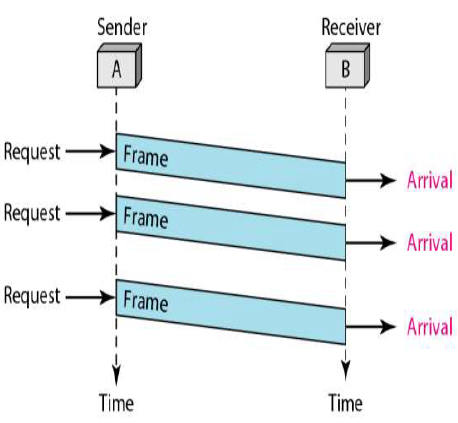 Sender Receiver
A B
Request Frame
Arrival
Request Frame
Arrival
Request Frame
Arrival
Time Time